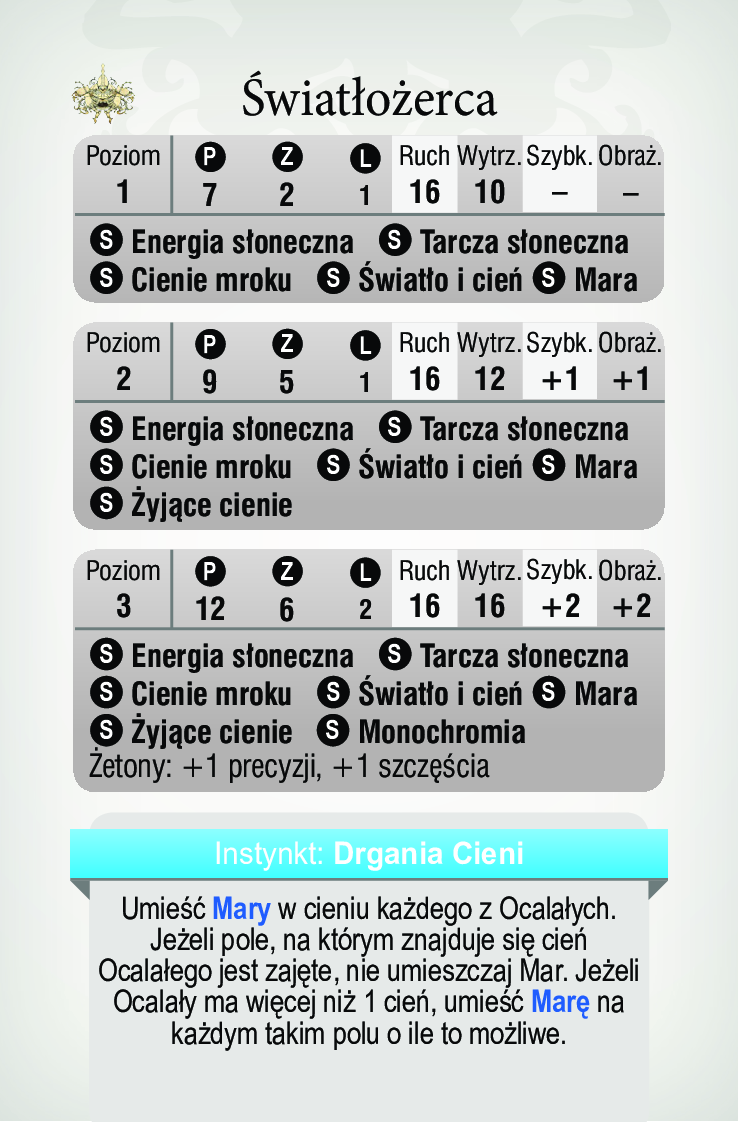 Światłożerca
Poziom P Z L Ruch Wytrz. Szybk. Obraż.
1 7 2 1 16 10 – –
S Energia słoneczna S Tarcza słoneczna
S Cienie mroku S Światło i cień S Mara
Poziom P Z L Ruch Wytrz. Szybk. Obraż.
2 9 5 1 16 12 +1 +1
S Energia słoneczna S Tarcza słoneczna
S Cienie mroku S Światło i cień S Mara
S Żyjące cienie
Poziom P Z L Ruch Wytrz. Szybk. Obraż.
3 12 6 2 16 16 +2 +2
S Energia słoneczna S Tarcza słoneczna
S Cienie mroku S Światło i cień S Mara
S Żyjące cienie S Monochromia
Żetony: +1 precyzji, +1 szczęścia
Instynkt: Drgania Cieni
Umieść Mary w cieniu każdego z Ocalałych.
Jeżeli pole, na którym znajduje się cień
Ocalałego jest zajęte, nie umieszczaj Mar. Jeżeli
Ocalały ma więcej niż 1 cień, umieść Marę na
każdym takim polu o ile to możliwe.